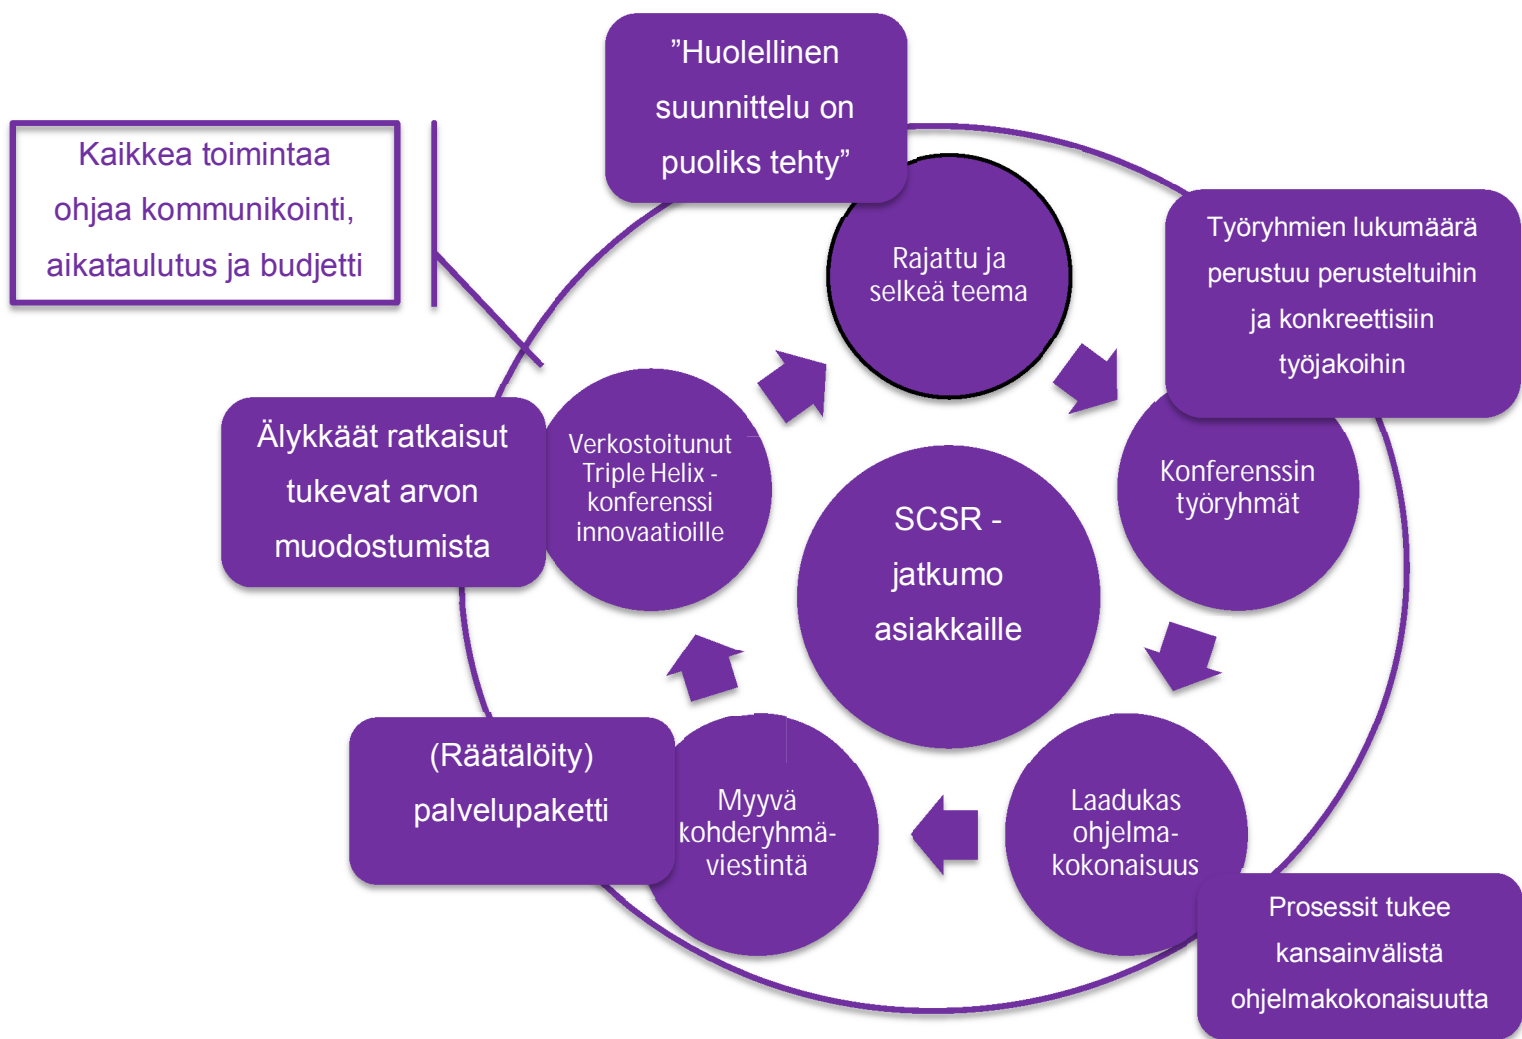 ”Huolellinen
suunnittelu on
puoliks tehty”
Kaikkea toimintaa
ohjaa kommunikointi,
aikataulutus ja budjetti
Rajattu ja
selkeä teema
Työryhmien lukumäärä
perustuu perusteltuihin
ja konkreettisiin
työjakoihin
Konferenssin
työryhmät
Älykkäät ratkaisut
tukevat arvon
muodostumista
Verkostoitunut
Triple Helix -
konferenssi
innovaatioille
SCSR -
jatkumo
asiakkaille
(Räätälöity)
palvelupaketti
Myyvä
kohderyhmä-
viestintä
Laadukas
ohjelma-
kokonaisuus
Prosessit tukee
kansainvälistä
ohjelmakokonaisuutta